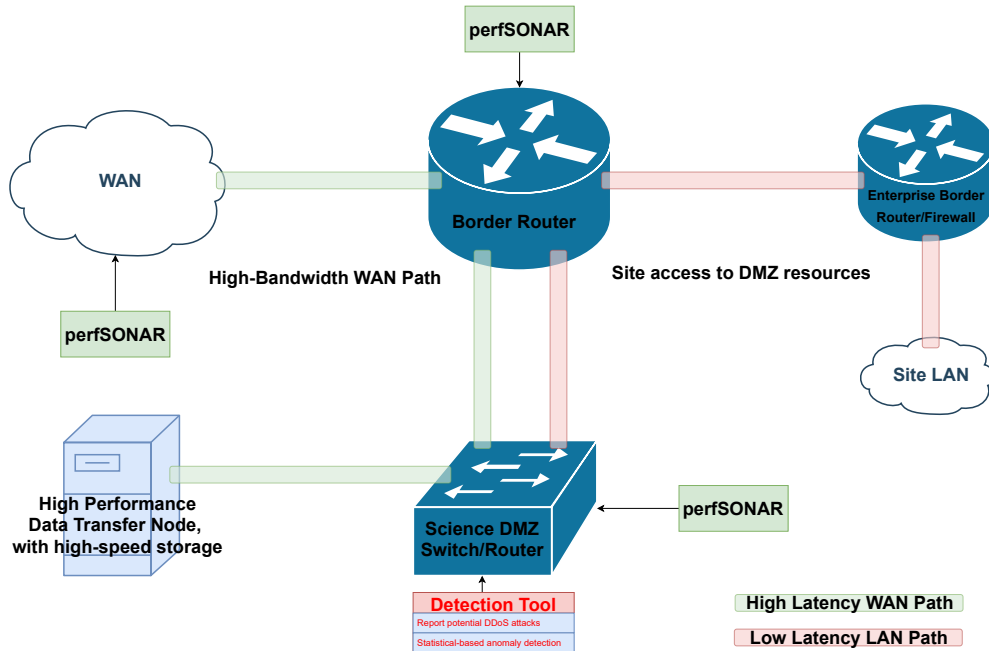 perfSONAR
WAN
Border Router
Enterprise Border
Router/Firewall
High-Bandwidth WAN Path
Site access to DMZ resources
perfSONAR
Site LAN
High Performance
Data Transfer Node,
with high-speed storage
perfSONAR
Science DMZ
Switch/Router
Detection Tool
Report potential DDoS attacks
Statistical-based anomaly detection
High Latency WAN Path
Low Latency LAN Path